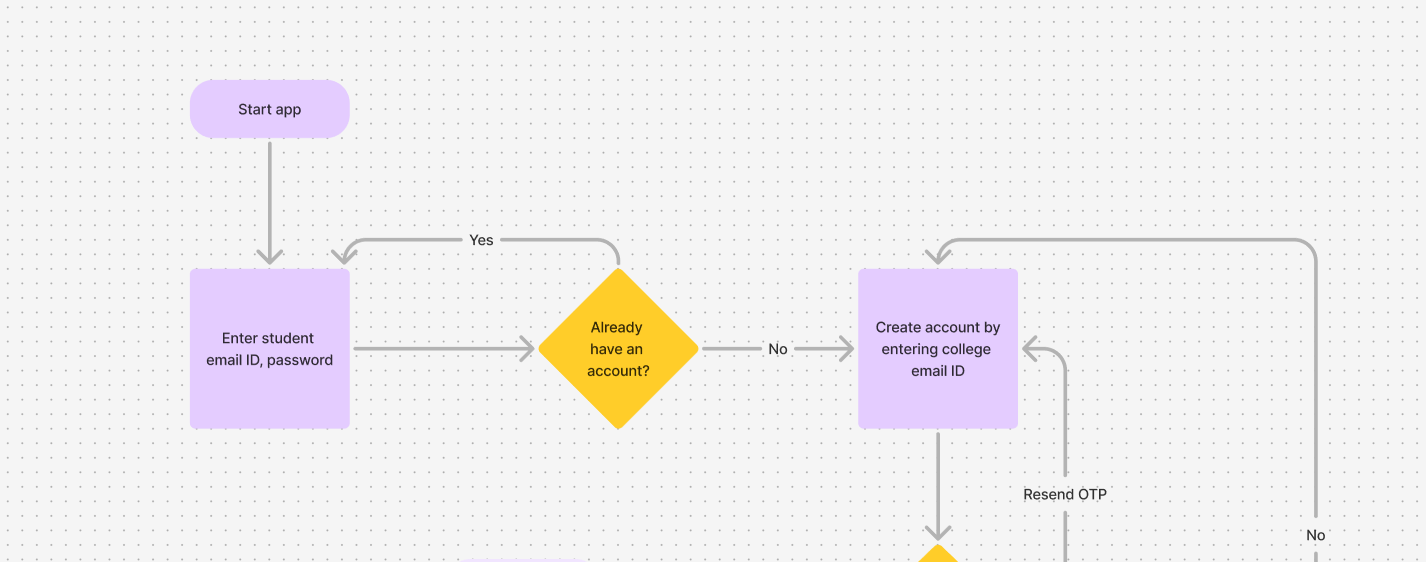 Start app
Yes
Enter student
email ID, password
Already
have an
account?
No
Create account by
entering college
email ID
Resend OTP
No